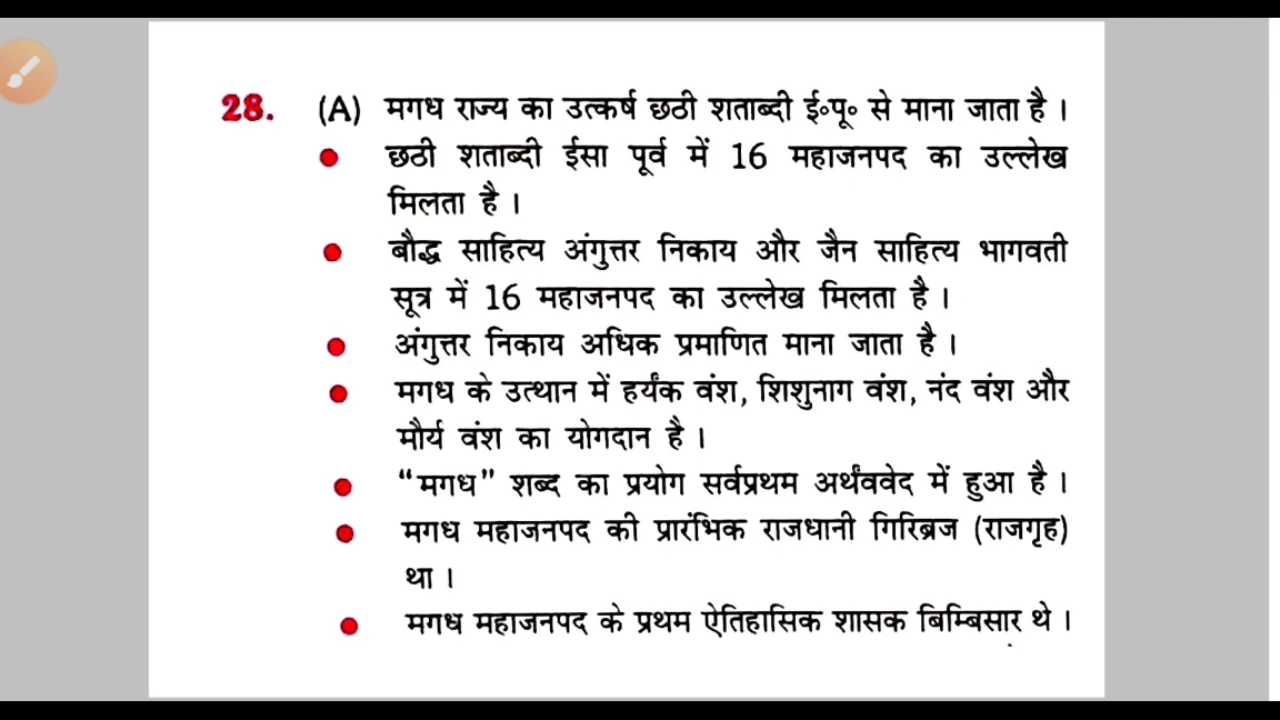 28. (A) मगध राज्य का उत्कर्ष छठी शताब्दी ई॰पू॰ से माना जाता है ।
● छठी शताब्दी ईसा पूर्व में 16 महाजनपद का उल्लेख
मिलता है ।
● बौद्ध साहित्य अंगुत्तर निकाय और जैन साहित्य भागवती
सूत्र में 16 महाजनपद का उल्लेख मिलता है ।
● अंगुत्तर निकाय अधिक प्रमाणित माना जाता है ।
● मगध के उत्थान में हर्यंक वंश, शिशुनाग वंश, नंद वंश और
मौर्य वंश का योगदान है ।
● “मगध” शब्द का प्रयोग सर्वप्रथम अर्थंववेद में हुआ है ।
● मगध महाजनपद की प्रारंभिक राजधानी गिरिब्रज (राजगृह)
था ।
● मगध महाजनपद के प्रथम ऐतिहासिक शासक बिम्बिसार थे ।